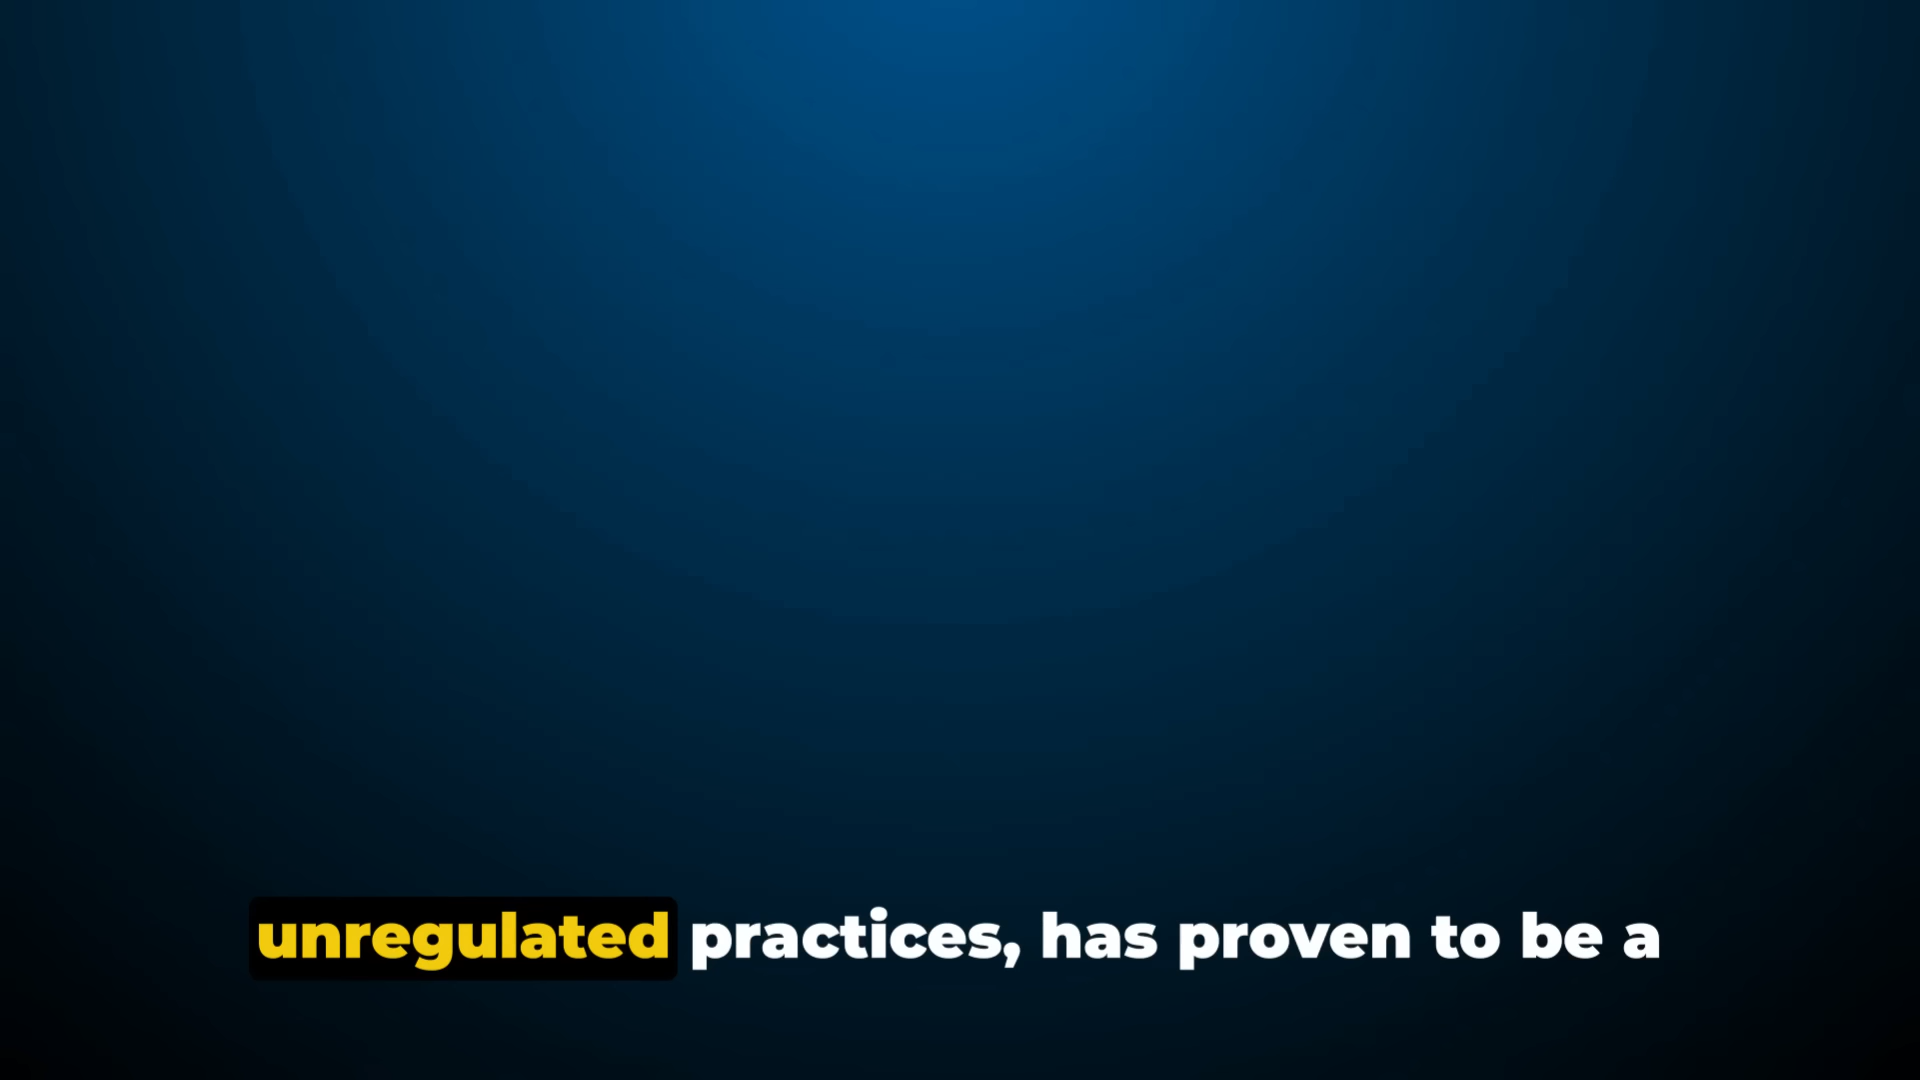 unregulated practices, has proven to be a